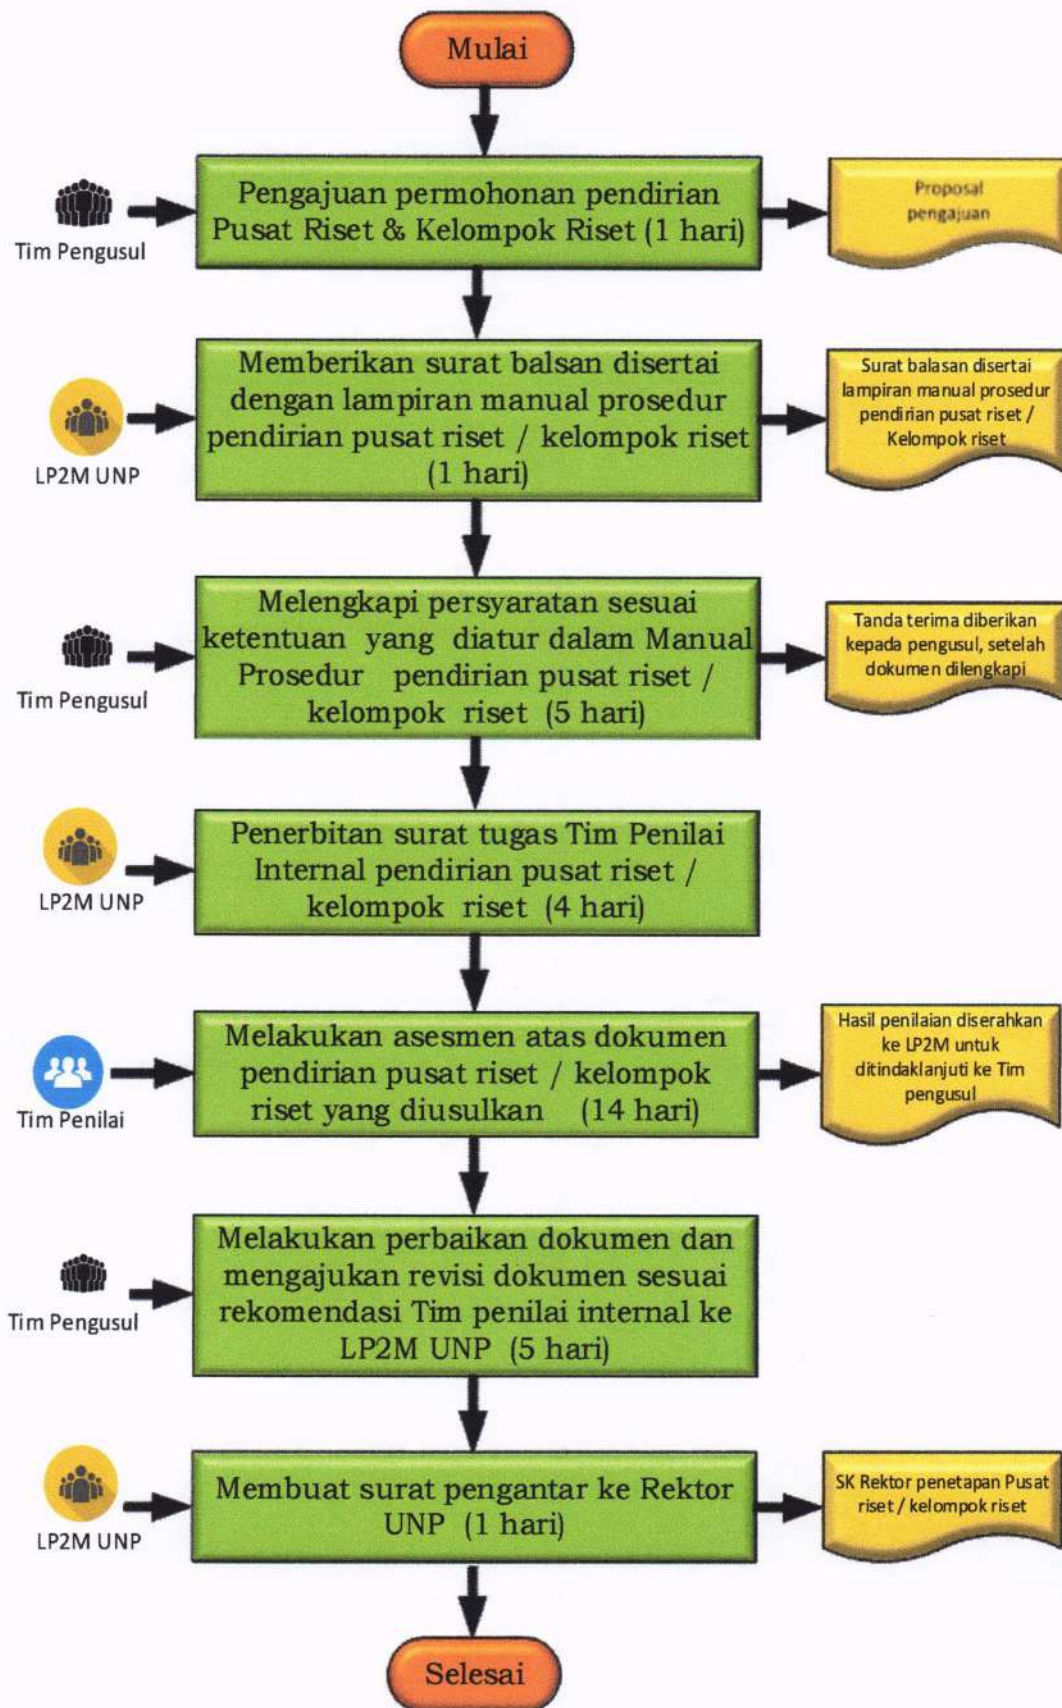 Mulai
Tim Pengusul
Pengajuan permohonan pendirian
Pusat Riset & Kelompok Riset (1 hari)
Proposal
pengajuan
LP2M UNP
Memberikan surat balsan disertai
dengan lampiran manual prosedur
pendirian pusat riset / kelompok riset
(1 hari)
Surat balasan disertai
lampiran manual prosedur
pendirian pusat riset /
Kelompok riset
Tim Pengusul
Melengkapi persyaratan sesuai
ketentuan yang diatur dalam Manual
Prosedur pendirian pusat riset /
kelompok riset (5 hari)
Tanda terima diberikan
kepada pengusul, setelah
dokumen dilengkapi
LP2M UNP
Penerbitan surat tugas Tim Penilai
Internal pendirian pusat riset /
kelompok riset (4 hari)
Tim Penilai
Melakukan asesmen atas dokumen
pendirian pusat riset / kelompok
riset yang diusulkan (14 hari)
Hasil penilaian diserahkan
ke LP2M untuk
ditindaklanjuti ke Tim
pengusul
Tim Pengusul
Melakukan perbaikan dokumen dan
mengajukan revisi dokumen sesuai
rekomendasi Tim penilai internal ke
LP2M UNP (5 hari)
LP2M UNP
Membuat surat pengantar ke Rektor
UNP (1 hari)
SK Rektor penetapan Pusat
riset / kelompok riset
Selesai